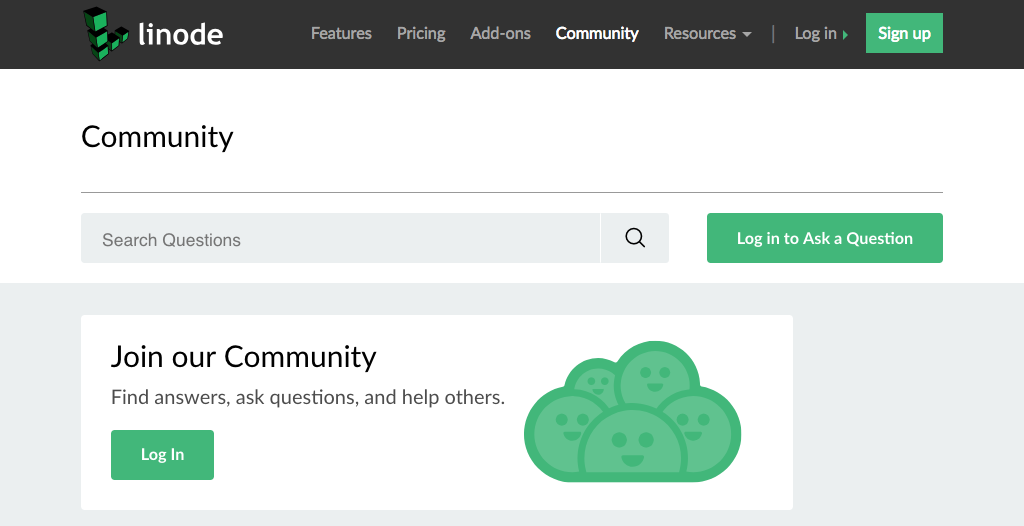 linode
Features Pricing Add-ons Community Resources | Log in Sign up
Community
Search Questions
Log in to Ask a Question
Join our Community
Find answers, ask questions, and help others.
Log In